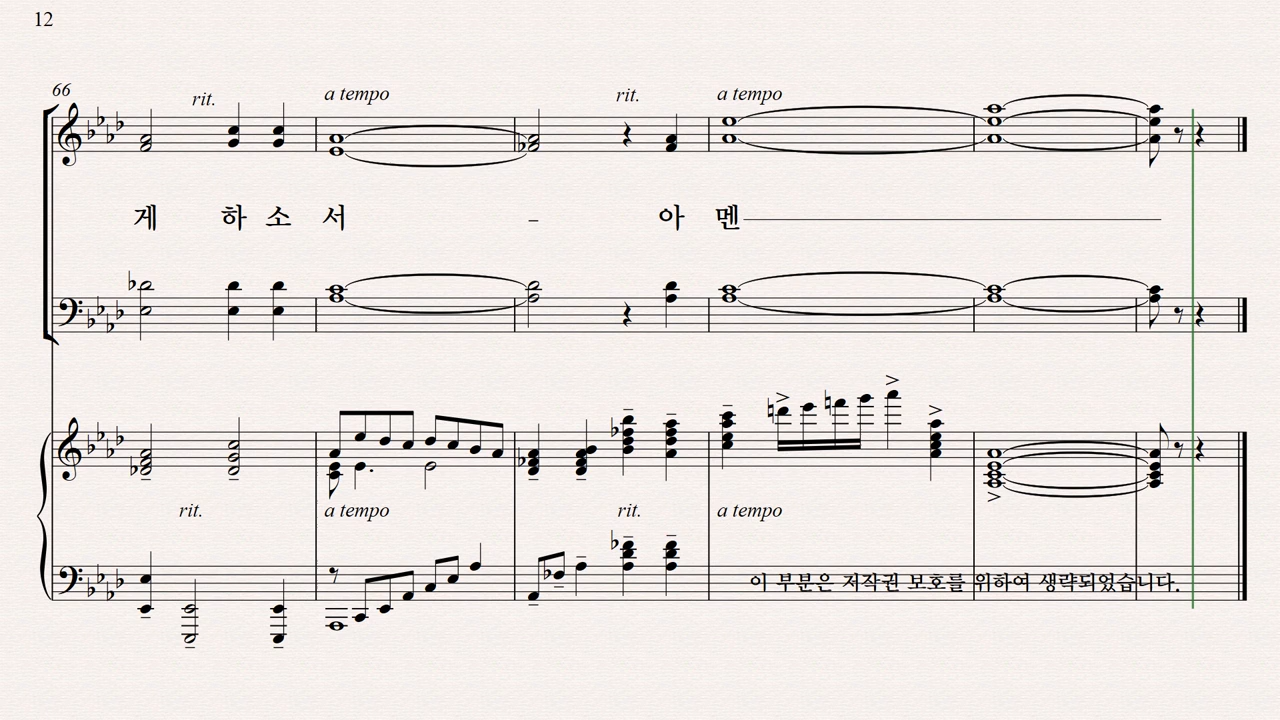 12
66
rit.
a tempo
rit.
a tempo
게 하 소 서 - 아 멘
rit.
a tempo
rit.
a tempo
이 부분은 저작권 보호를 위하여 생략되었습니다.